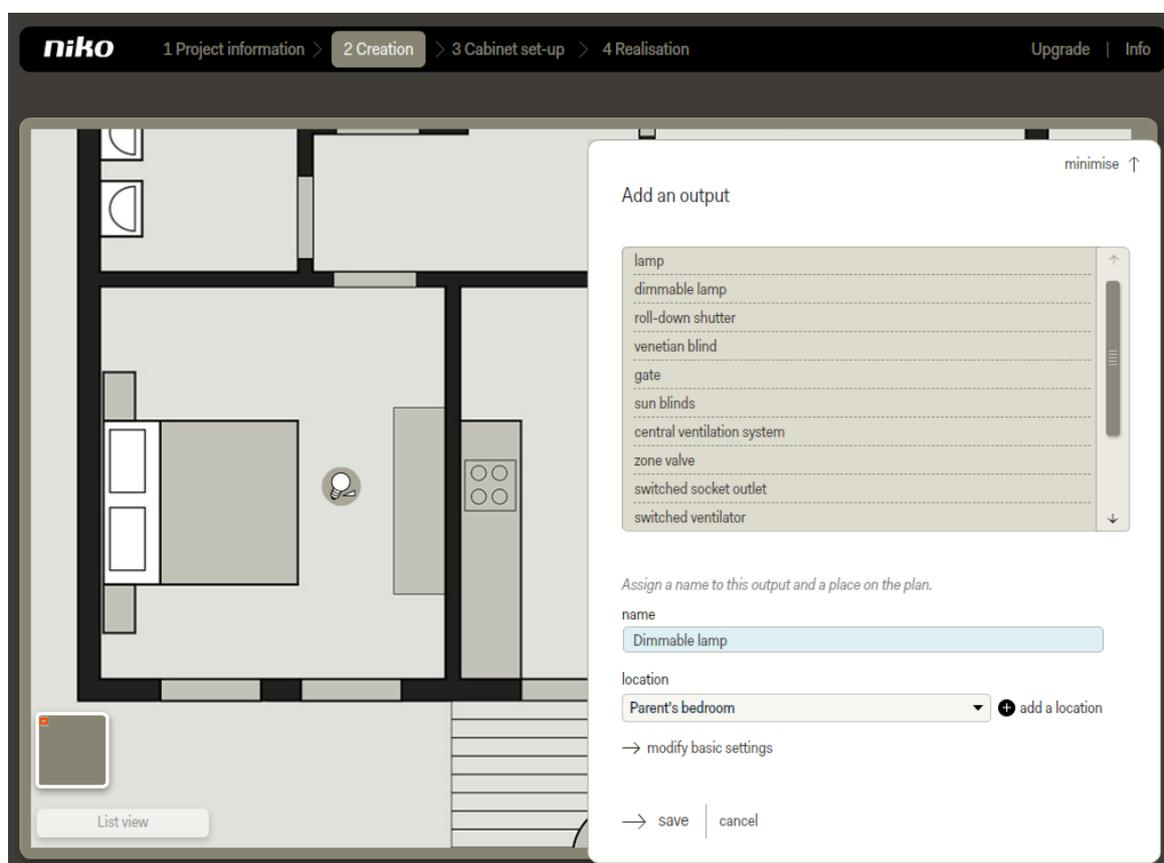 niko 1 Project information 2 Creation 3 Cabinet set-up 4 Realisation Upgrade | Info
minimise
Add an output
lamp
dimmable lamp
roll-down shutter
venetian blind
gate
sun blinds
central ventilation system
zone valve
switched socket outlet
switched ventilator
Assign a name to this output and a place on the plan.
name
Dimmable lamp
location
Parent's bedroom add a location
modify basic settings
save cancel
List view